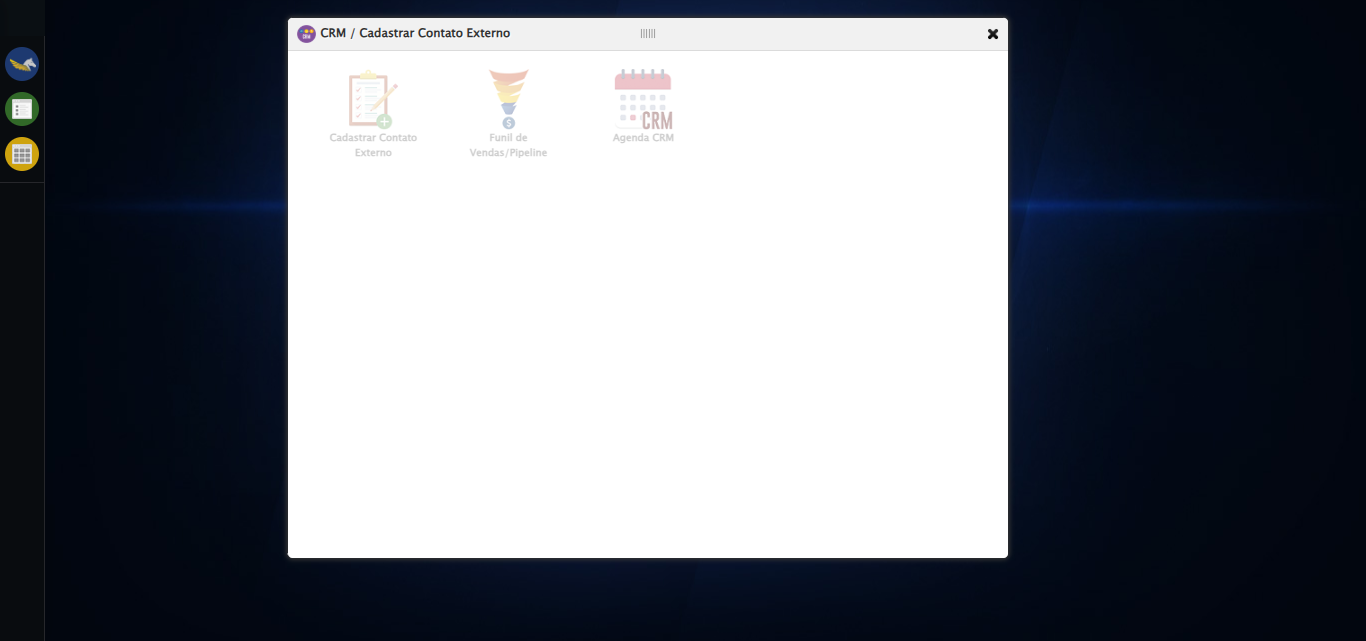 CRM / Cadastrar Contato Externo
Cadastrar Contato
Externo
Funil de
Vendas/Pipeline
CRM
Agenda CRM